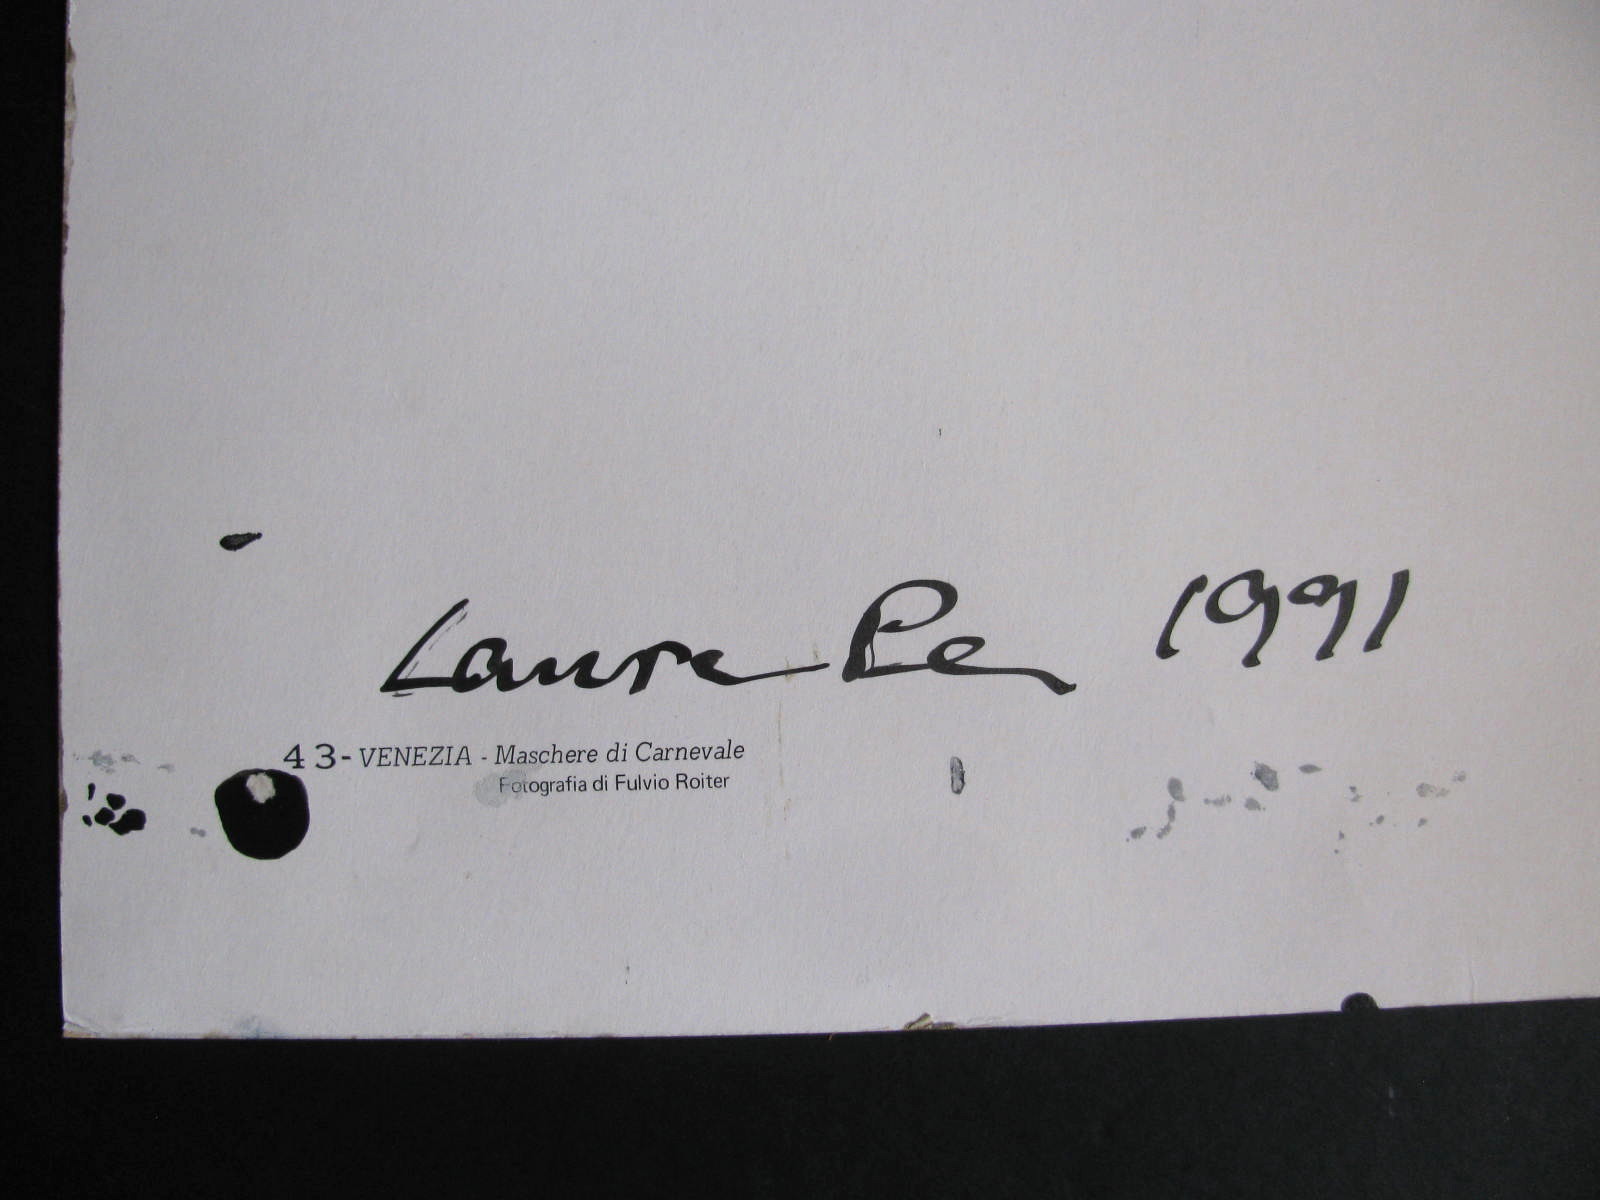 Laura Pe 1991
43- VENEZIA - Maschere di Carnevale
Fotografia di Fulvio Roiter